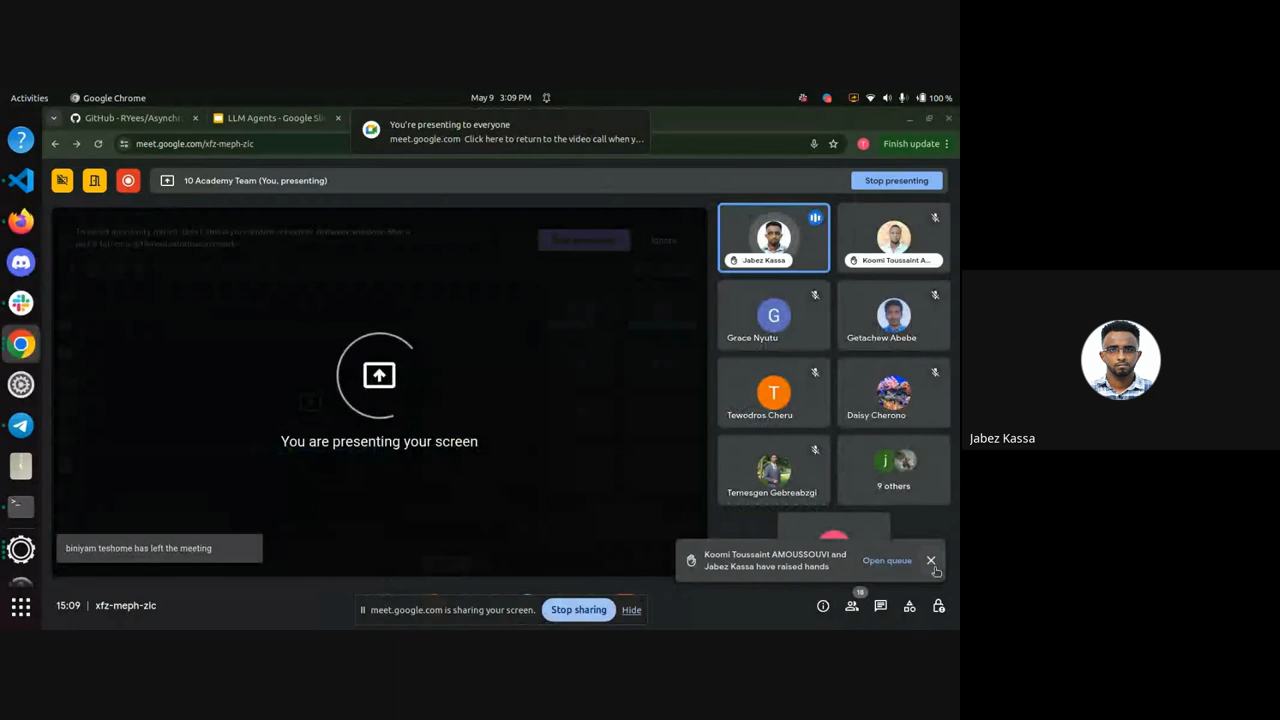 Activities
Google Chrome
May 9 3:09 PM
100 %
GitHub - RYees/Asynchr
LLM Agents - Google Sli
You're presenting to everyone
meet.google.com Click here to return to the video call when y...
meet.google.com/xfz-meph-zic
Finish update
10 Academy Team (You, presenting)
Stop presenting
Jabez Kassa
Koomi Toussaint A...
G
Grace Nyutu
Getachew Abebe
You are presenting your screen
T
Tewodros Cheru
Daisy Cherono
Jabez Kassa
Temesgen Gebreabzgi
j
9 others
biniyam teshome has left the meeting
Koomi Toussaint AMOUSSOUVI and
Jabez Kassa have raised hands
Open queue
15:09 | xfz-meph-zic
meet.google.com is sharing your screen.
Stop sharing
Hide
18